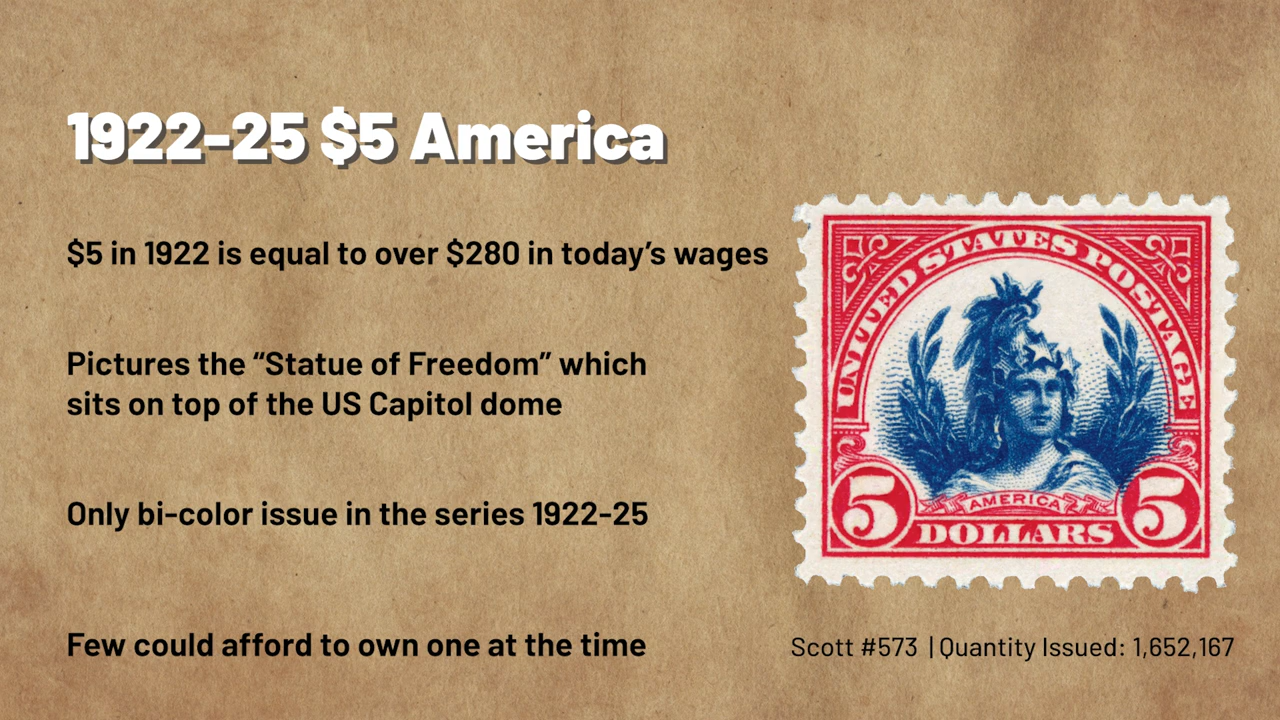 1922-25 $5 America
$5 in 1922 is equal to over $280 in today’s wages
Pictures the “Statue of Freedom” which
sits on top of the US Capitol dome
Only bi-color issue in the series 1922-25
Few could afford to own one at the time
UNITED STATES POSTAGE
AMERICA
5 5
DOLLARS
Scott #573 | Quantity Issued: 1,652,167